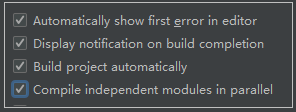 Automatically show first error in editor
Display notification on build completion
Build project automatically
Compile independent modules in parallel